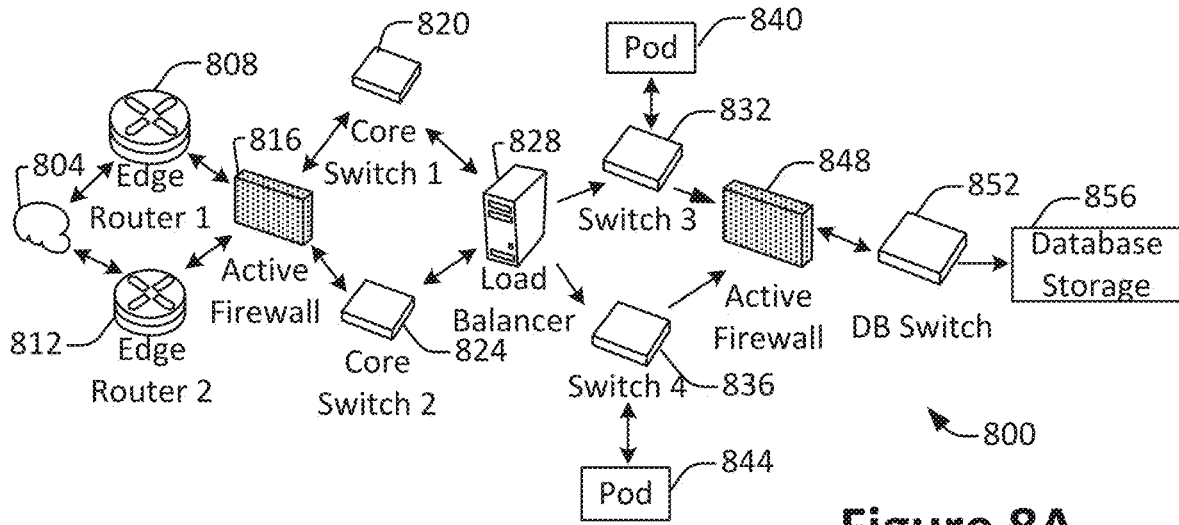 820
Pod
840
808
832
816
Core
Switch 1
828
848
804
Edge
Router 1
Switch 3
852
856
Database
Storage
Active
Firewall
Load
Balancer
Active
Firewall
DB Switch
812
Edge
Router 2
824
Core
Switch 2
Switch 4
836
800
844
Pod
Figure 8A